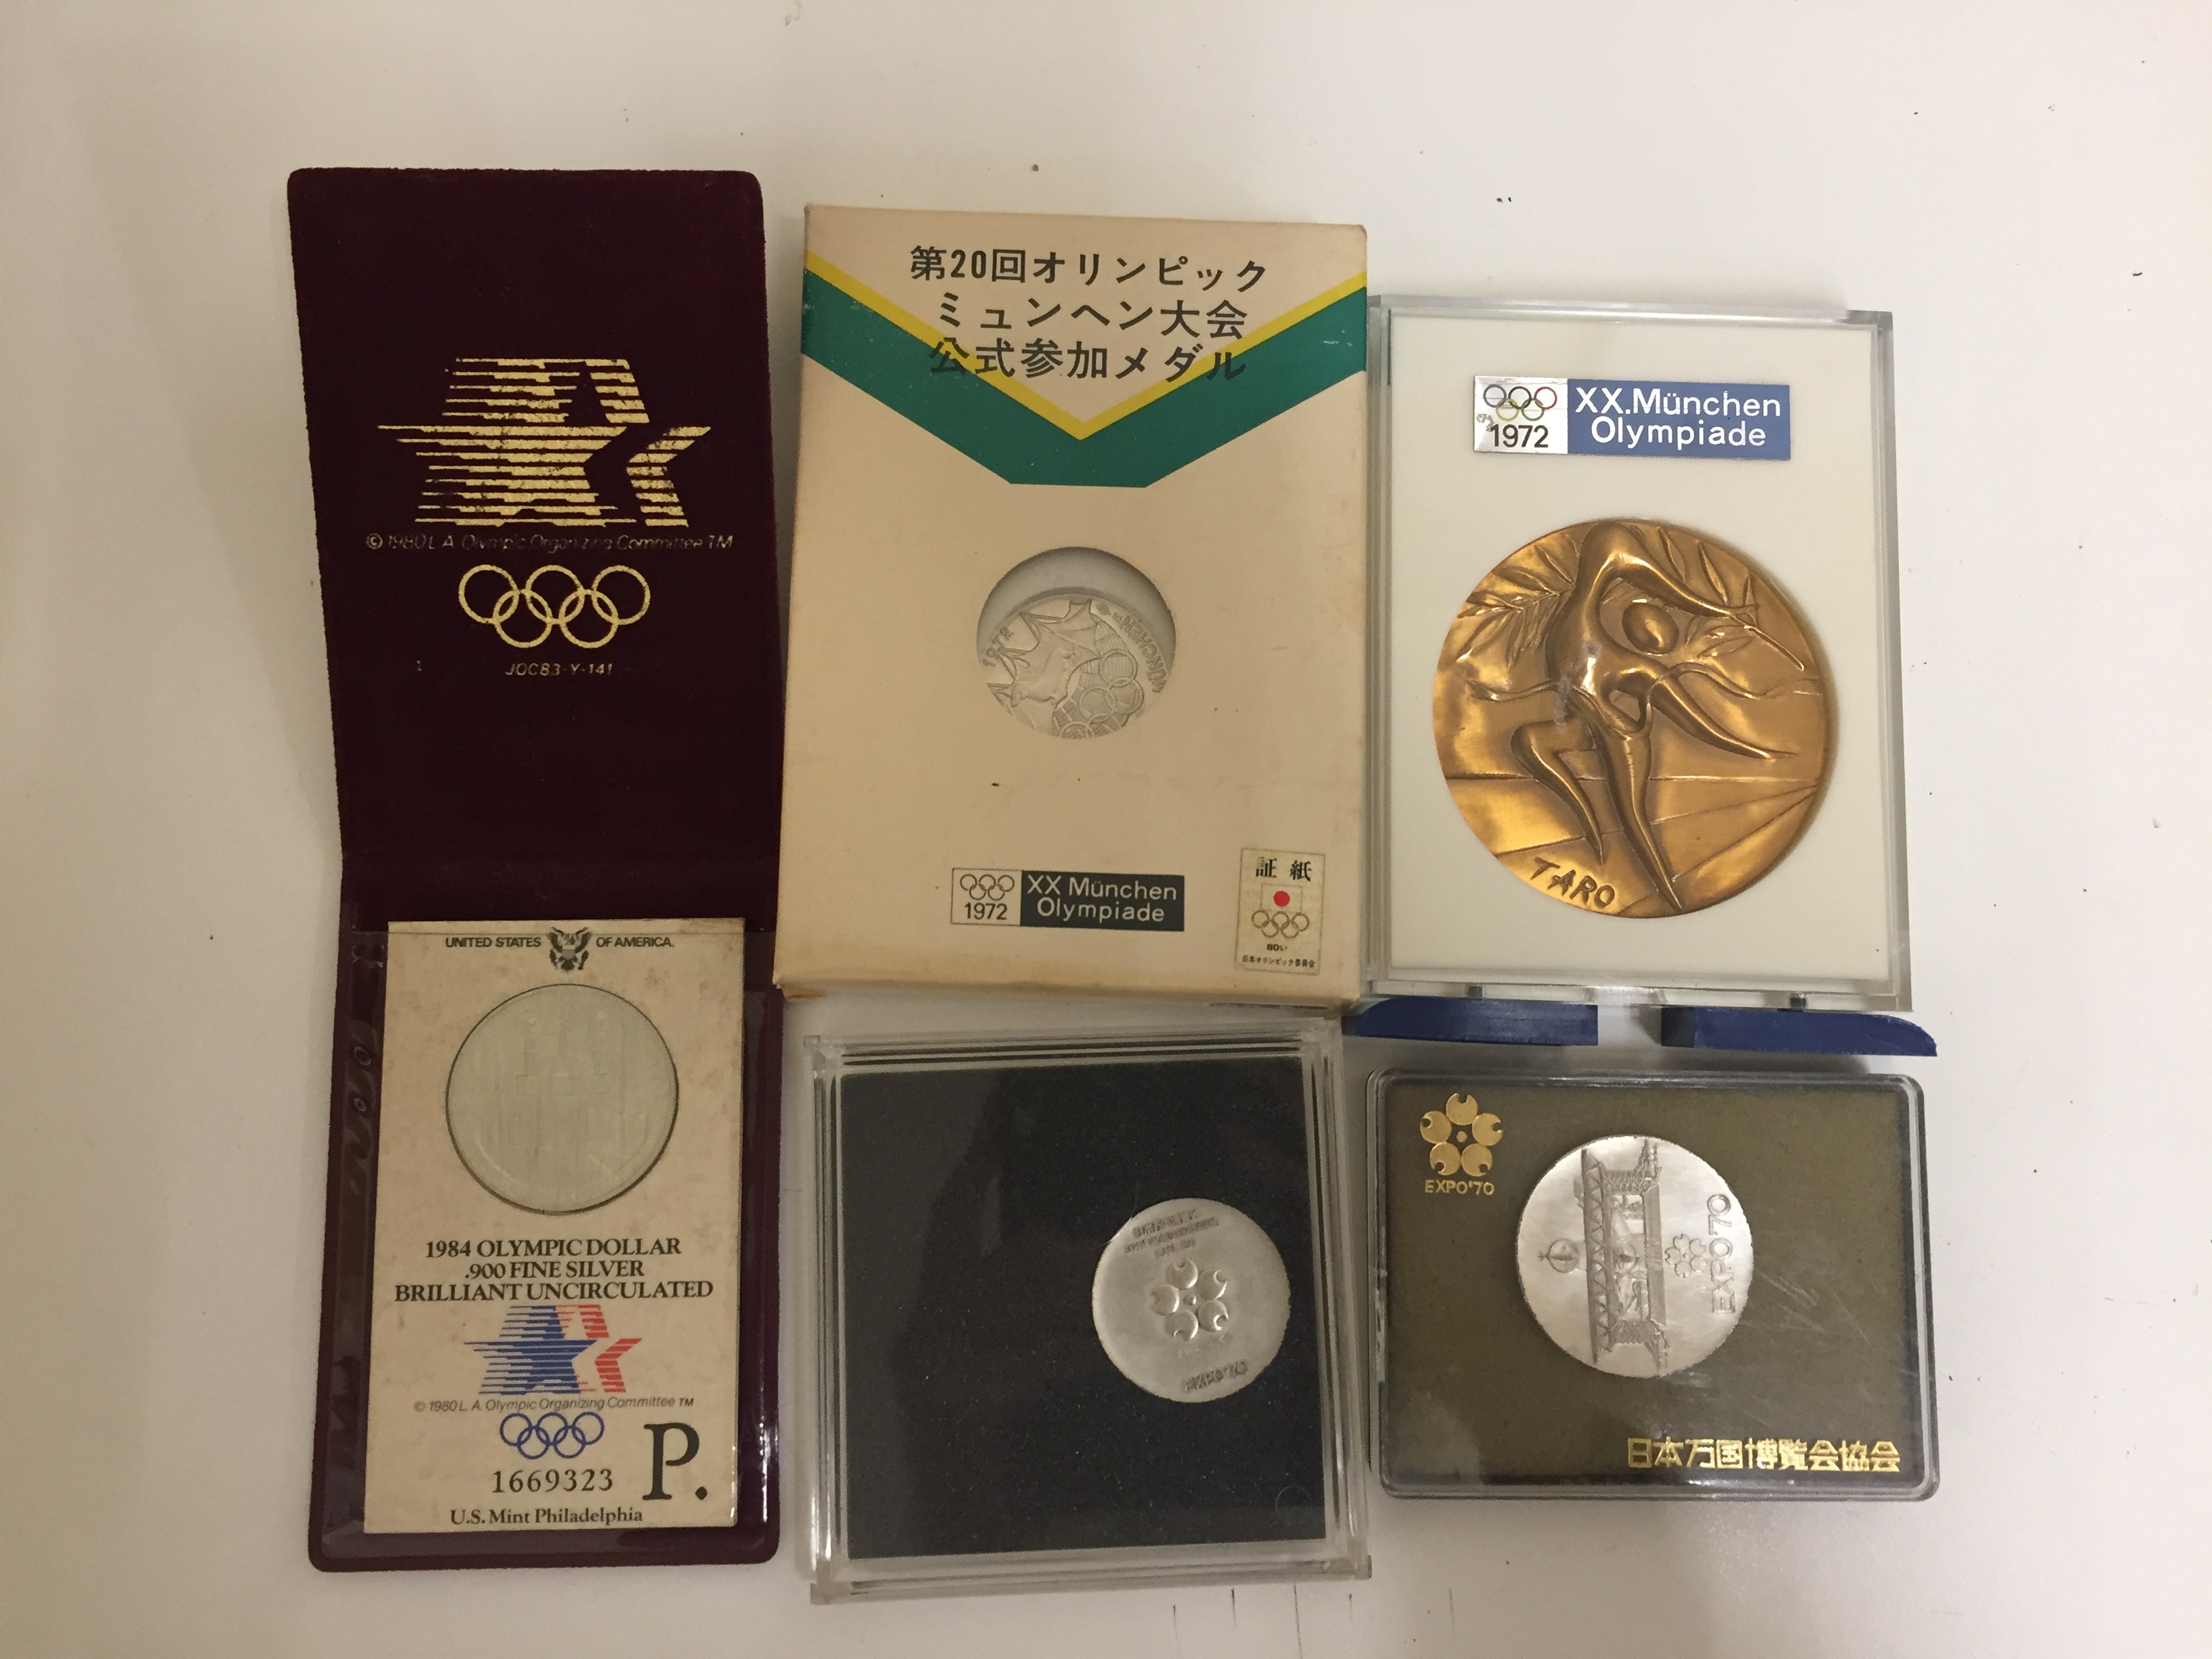 © 1980 L. A. Olympic Organizing Committee TM
JOC83-Y-141
UNITED STATES OF AMERICA.
1984 OLYMPIC DOLLAR
.900 FINE SILVER
BRILLIANT UNCIRCULATED
© 1980 L. A. Olympic Organizing Committee TM
P.
1669323
U.S. Mint Philadelphia
第20回オリンピック
ミュンヘン大会
公式参加メダル
MÜNCHEN
XX München
1972 Olympiade
証紙
日本オリンピック委員会
XX.München
1972 Olympiade
TARO
EXPO'70
EXPO'70
EXPO'70
日本万国博覧会協会